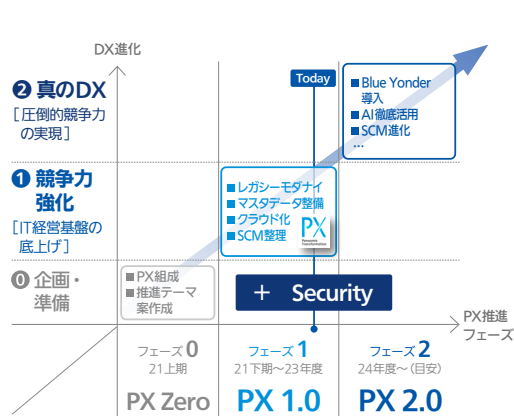 DX進化
❷ 真のDX
[圧倒的競争力
の実現]
Today
■Blue Yonder
導入
■AI徹底活用
■SCM進化
…
❶ 競争力
強化
[IT経営基盤の
底上げ]
■レガシーモダナイ
■マスタデータ整備
■クラウド化
■SCM整理
PX
Panasonic
Transformation
⓿ 企画・
準備
■PX組成
■推進テーマ
案作成
+ Security
PX推進
フェーズ
フェーズ0
21上期
PX Zero
フェーズ1
21下期～23年度
PX 1.0
フェーズ2
24年度～(目安)
PX 2.0